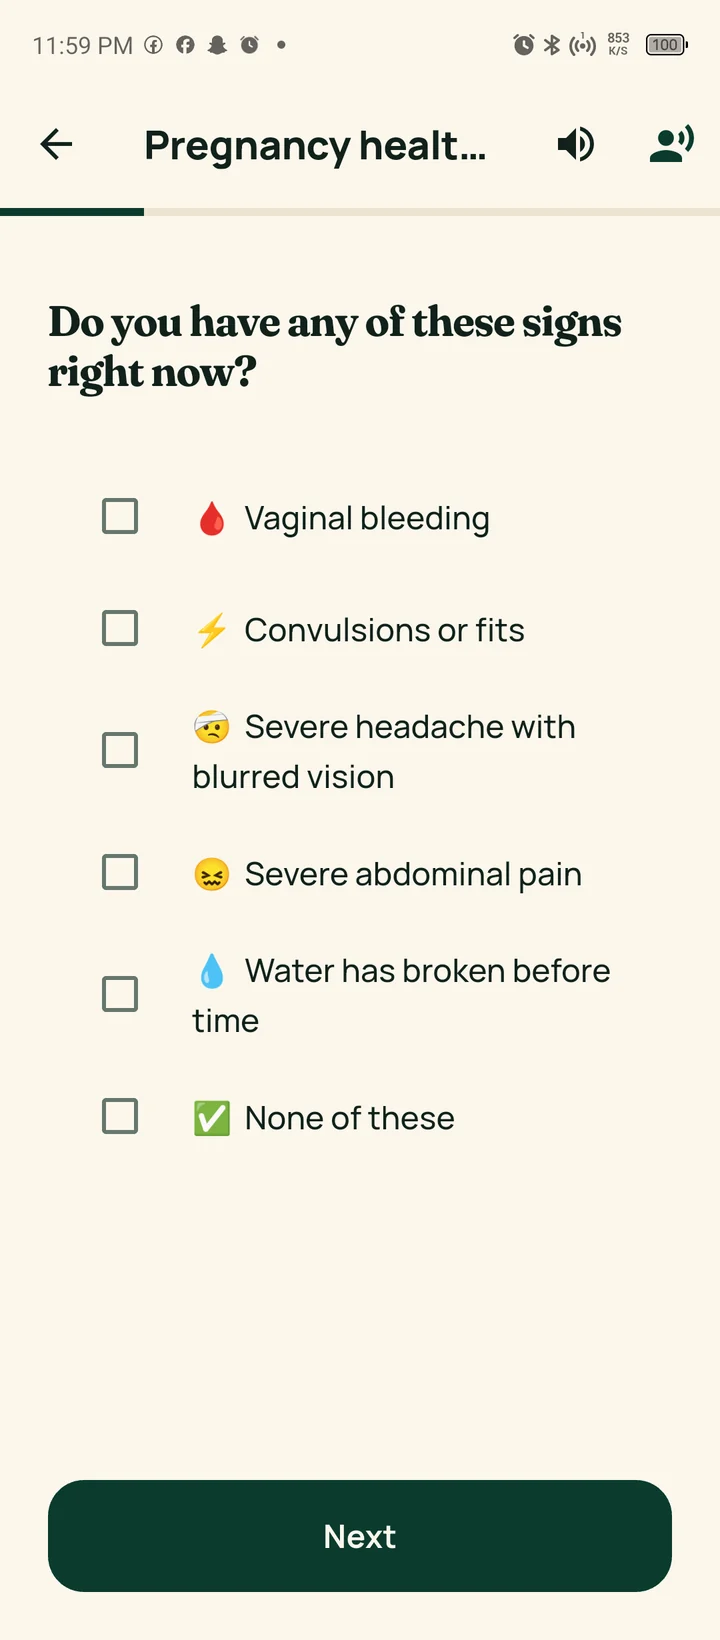 11:59 PM
853
K/S
100
Pregnancy healt...
Do you have any of these signs
right now?
🩸 Vaginal bleeding
⚡ Convulsions or fits
🤕 Severe headache with
blurred vision
😖 Severe abdominal pain
💧 Water has broken before
time
✅ None of these
Next